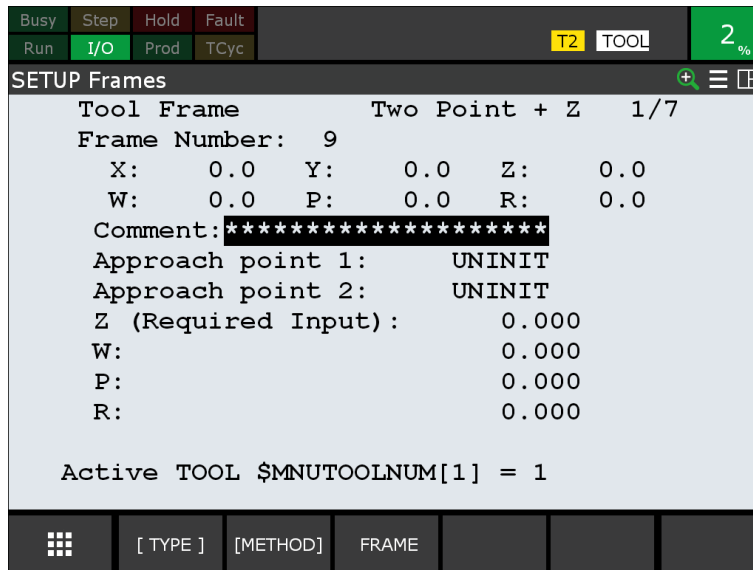 Busy Step Hold Fault
Run I/O Prod TCyc T2 TOOL 2 %
SETUP Frames
Tool Frame Two Point + Z 1/7
Frame Number: 9
X: 0.0 Y: 0.0 Z: 0.0
W: 0.0 P: 0.0 R: 0.0
Comment:********************
Approach point 1: UNINIT
Approach point 2: UNINIT
Z (Required Input): 0.000
W: 0.000
P: 0.000
R: 0.000
Active TOOL $MNUTOOLNUM[1] = 1
[ TYPE ] [METHOD] FRAME